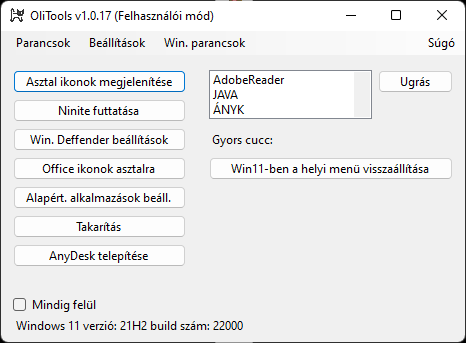 OliTools v1.0.17 (Felhasználói mód)
Parancsok Beállítások Win. parancsok Súgó
Asztal ikonok megjelenítése
Ninite futtatása
Win. Deffender beállítások
Office ikonok asztalra
Alapért. alkalmazások beáll.
Takarítás
AnyDesk telepítése
AdobeReader
JAVA
ÁNYK
Ugrás
Gyors cucc:
Win11-ben a helyi menü visszaállítása
Mindig felül
Windows 11 verzió: 21H2 build szám: 22000